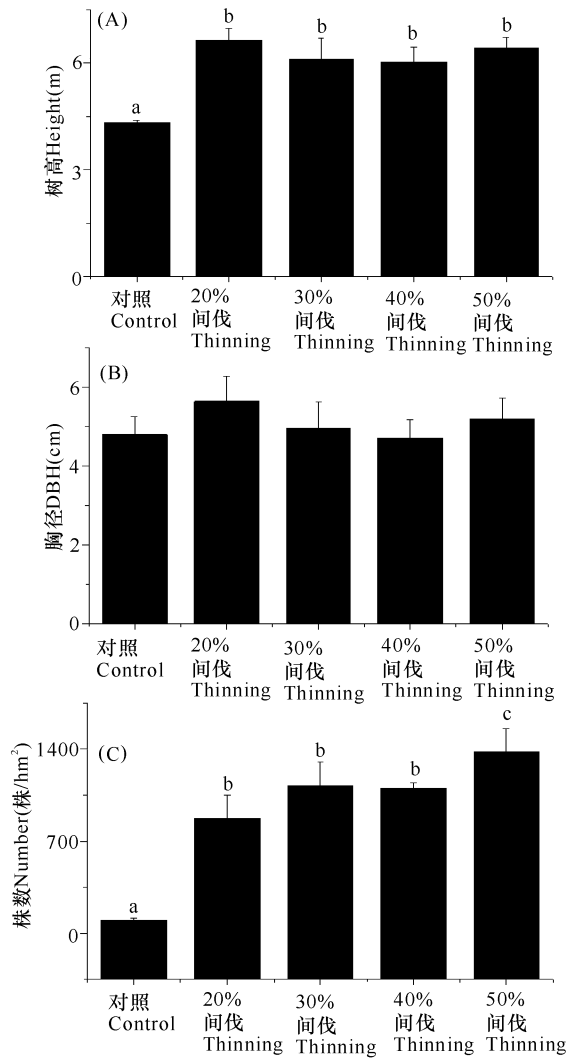 (A)
树高Height(m)
6
3
0
a
b
b
b
b
对照 20% 30% 40% 50%
Control 间伐 间伐 间伐 间伐
Thinning Thinning Thinning Thinning
(B)
胸径DBH(cm)
6
4
2
0
对照 20% 30% 40% 50%
Control 间伐 间伐 间伐 间伐
Thinning Thinning Thinning Thinning
(C)
株数Number(株/hm²)
1400
700
0
a
b
b
b
c
对照 20% 30% 40% 50%
Control 间伐 间伐 间伐 间伐
Thinning Thinning Thinning Thinning